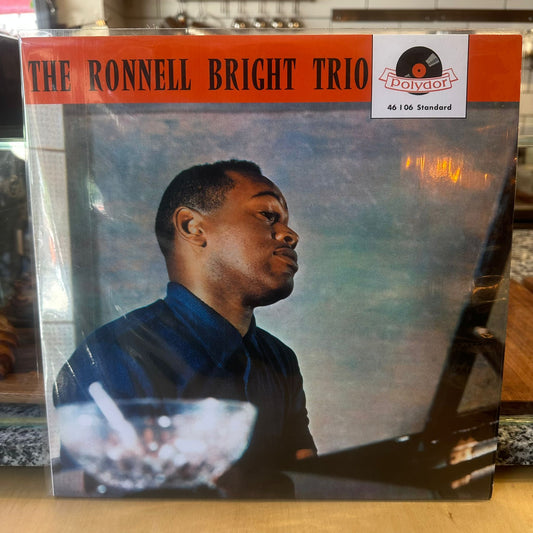 THE RONNELL BRIGHT TRIO
polydor
46 106 Standard